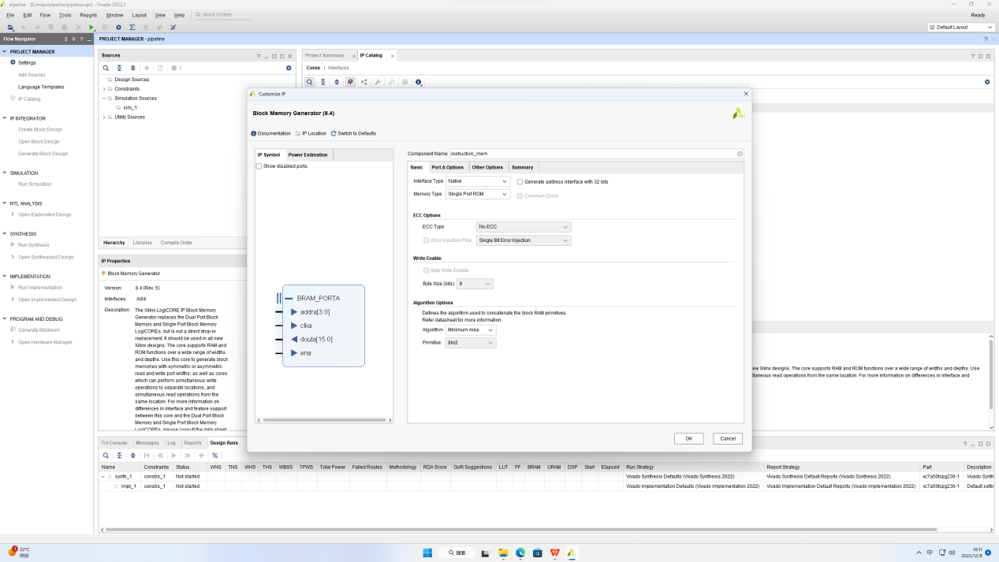 pipeline - [E:/mips/pipeline/pipeline.xpr] - Vivado 2022.2
File Edit Flow Tools Reports Window Layout View Help Quick Access Ready
Default Layout
Flow Navigator
PROJECT MANAGER - pipeline
PROJECT MANAGER
Settings
Add Sources
Language Templates
IP Catalog
IP INTEGRATOR
Create Block Design
Open Block Design
Generate Block Design
SIMULATION
Run Simulation
RTL ANALYSIS
Open Elaborated Design
SYNTHESIS
Run Synthesis
Open Synthesized Design
IMPLEMENTATION
Run Implementation
Open Implemented Design
PROGRAM AND DEBUG
Generate Bitstream
Open Hardware Manager
Sources
0
Design Sources
Constraints
Simulation Sources
sim_1
Utility Sources
Hierarchy Libraries Compile Order
IP Properties
Block Memory Generator
Version: 8.4 (Rev. 5)
Interfaces: AXI4
Description: The Xilinx LogiCORE IP Block Memory
Generator replaces the Dual Port Block
Memory and Single Port Block Memory
LogiCOREs, but is not a direct drop-in
replacement. It should be used in all new
Xilinx designs. The core supports RAM and
ROM functions over a wide range of widths
and depths. Use this core to generate block
memories with symmetric or asymmetric
read and write port widths, as well as cores
which can perform simultaneous write
operations to separate locations, and
simultaneous read operations from the
same location. For more information on
differences in interface and feature support
between this core and the Dual Port Block
Memory and Single Port Block Memory
LogiCOREs, please consult the data sheet
Project Summary IP Catalog
Cores | Interfaces
Customize IP
Block Memory Generator (8.4)
Documentation IP Location Switch to Defaults
IP Symbol Power Estimation
Show disabled ports
BRAM_PORTA
addra[3:0]
clka
douta[15:0]
ena
Component Name instruction_mem
Basic Port A Options Other Options Summary
Interface Type Native Generate address interface with 32 bits
Memory Type Single Port ROM Common Clock
ECC Options
ECC Type No ECC
Error Injection Pins Single Bit Error Injection
Write Enable
Byte Write Enable
Byte Size (bits) 9
Algorithm Options
Defines the algorithm used to concatenate the block RAM primitives.
Refer datasheet for more information.
Algorithm Minimum Area
Primitive 8kx2
OK Cancel
ew Xilinx designs. The core supports RAM and ROM functions over a wide range of widths and depths. Use
ltaneous read operations from the same location. For more information on differences in interface and
Tcl Console Messages Log Reports Design Runs
Name Constraints Status WNS TNS WHS THS WBSS TPWS Total Power Failed Routes Methodology RQA Score QoR Suggestions LUT FF BRAM URAM DSP Start Elapsed Run Strategy Report Strategy Part Description
synth_1 constrs_1 Not started Vivado Synthesis Defaults (Vivado Synthesis 2022) Vivado Synthesis Default Reports (Vivado Synthesis 2022) xc7a50tcpg236-1 Vivado Synth
impl_1 constrs_1 Not started Vivado Implementation Defaults (Vivado Implementation 2022) Vivado Implementation Default Reports (Vivado Implementation 2022) xc7a50tcpg236-1 Default settin
1
22°C
晴朗
搜索
中
16:11
2022/12/8